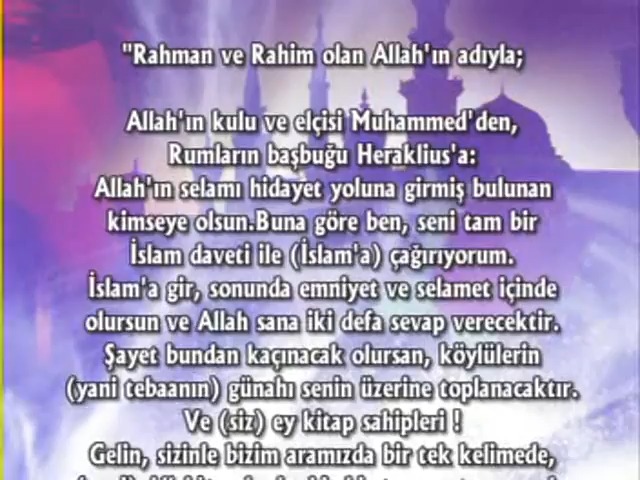 "Rahman ve Rahim olan Allah'ın adıyla;
Allah'ın kulu ve elçisi Muhammed'den,
Rumların başbuğu Heraklius'a:
Allah'ın selamı hidayet yoluna girmiş bulunan
kimseye olsun.Buna göre ben, seni tam bir
İslam daveti ile (İslam'a) çağırıyorum.
İslam'a gir, sonunda emniyet ve selamet içinde
olursun ve Allah sana iki defa sevap verecektir.
Şayet bundan kaçınacak olursan, köylülerin
(yani tebaanın) günahı senin üzerine toplanacaktır.
Ve (siz) ey kitap sahipleri !
Gelin, sizinle bizim aramızda bir tek kelimede,